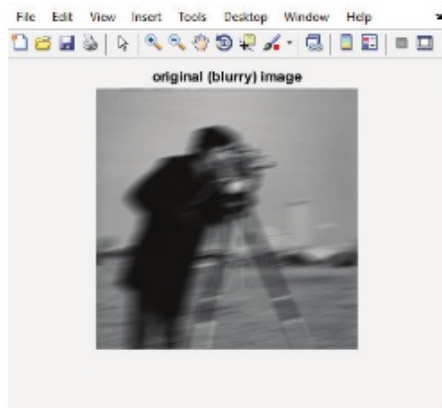 File Edit View Insert Tools Desktop Window Help
original (blurry) image